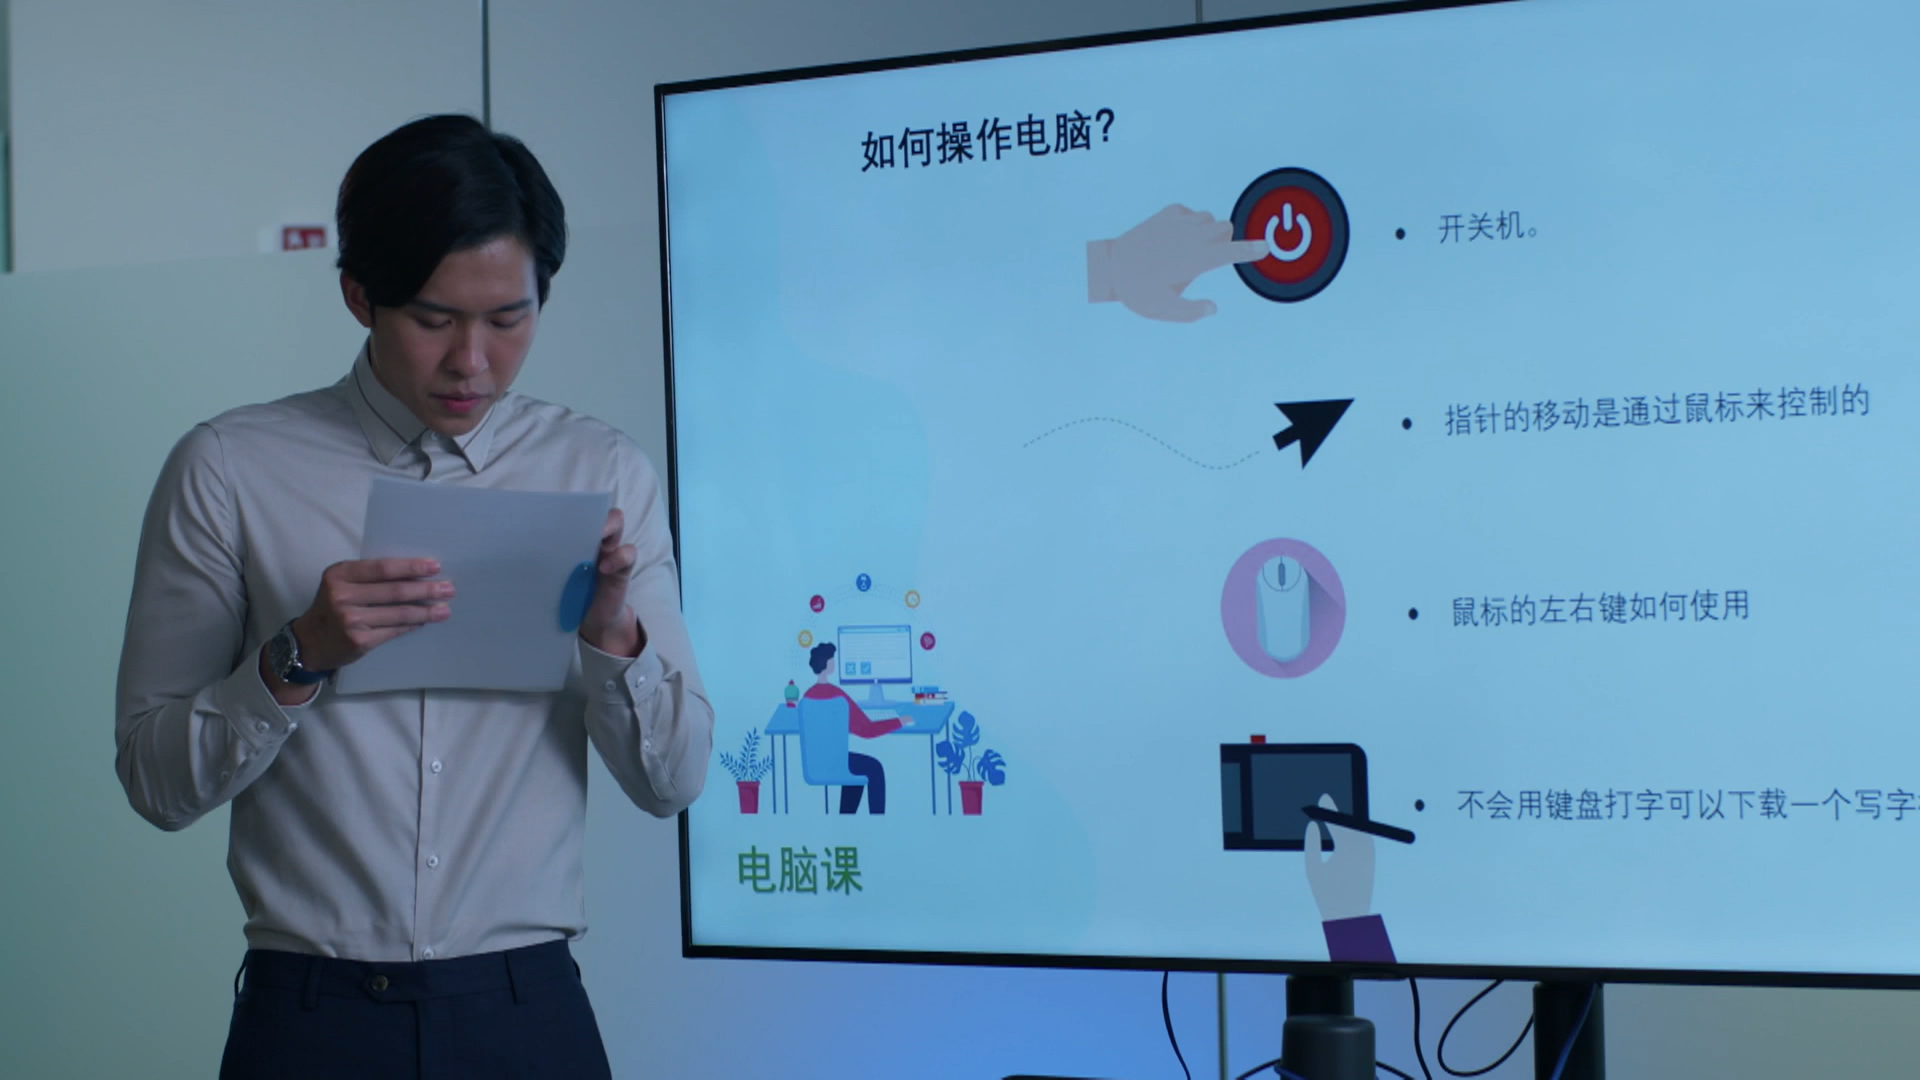 如何操作电脑?
• 开关机。
• 指针的移动是通过鼠标来控制的
• 鼠标的左右键如何使用
• 不会用键盘打字可以下载一个写字
电脑课